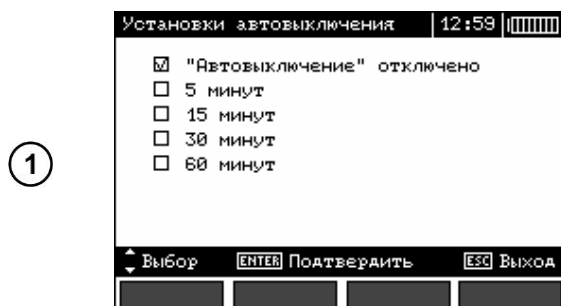 Установки автовыключения 12:59
"Автовыключение" отключено
5 минут
15 минут
30 минут
60 минут
1
Выбор ENTER Подтвердить ESC Выход